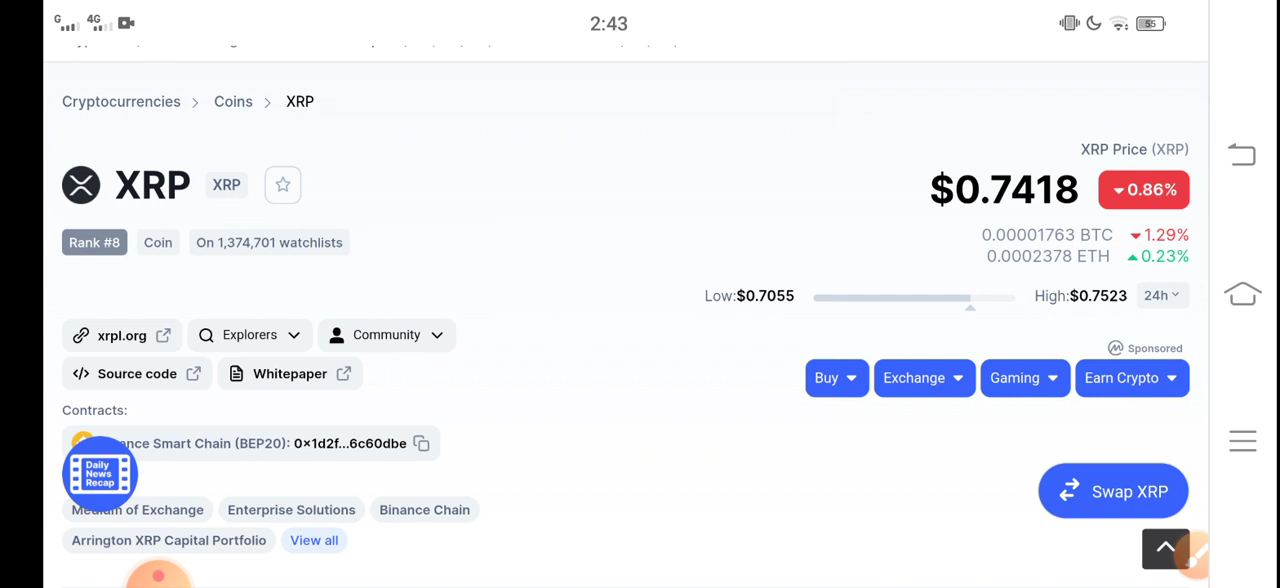 G 4G 2:43 55
Cryptocurrencies > Coins > XRP
XRP Price (XRP)
XRP XRP
$0.7418 0.86%
Rank #8 Coin On 1,374,701 watchlists
0.00001763 BTC 1.29%
0.0002378 ETH 0.23%
Low:$0.7055 High:$0.7523 24h
xrpl.org Explorers Community
Sponsored
Source code Whitepaper
Buy Exchange Gaming Earn Crypto
Contracts:
Smart Chain (BEP20): 0x1d2f...6c60dbe
Daily
News
Recap
Swap XRP
Medium of Exchange Enterprise Solutions Binance Chain
Arrington XRP Capital Portfolio View all